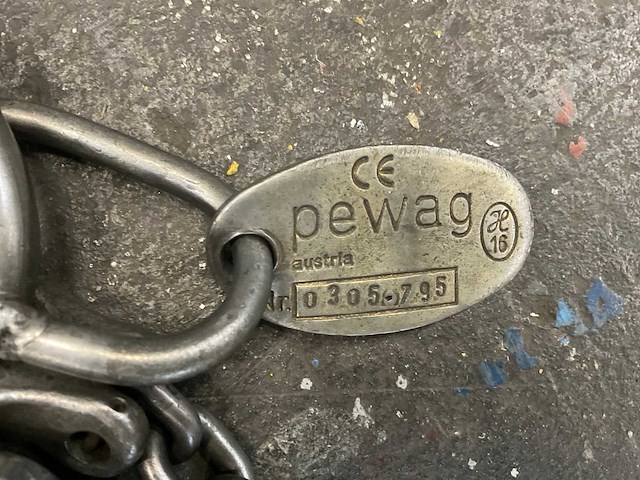 CE
pewag
H
16
austria
Nr. 0305-795